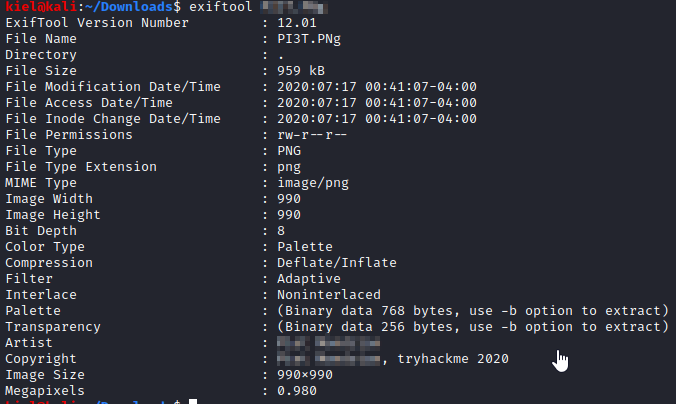 kiel@kali:~/Downloads$ exiftool
ExifTool Version Number : 12.01
File Name : PI3T.PNg
Directory : .
File Size : 959 kB
File Modification Date/Time : 2020:07:17 00:41:07-04:00
File Access Date/Time : 2020:07:17 00:41:07-04:00
File Inode Change Date/Time : 2020:07:17 00:41:07-04:00
File Permissions : rw-r--r--
File Type : PNG
File Type Extension : png
MIME Type : image/png
Image Width : 990
Image Height : 990
Bit Depth : 8
Color Type : Palette
Compression : Deflate/Inflate
Filter : Adaptive
Interlace : Noninterlaced
Palette : (Binary data 768 bytes, use -b option to extract)
Transparency : (Binary data 256 bytes, use -b option to extract)
Artist :
Copyright : , tryhackme 2020
Image Size : 990×990
Megapixels : 0.980